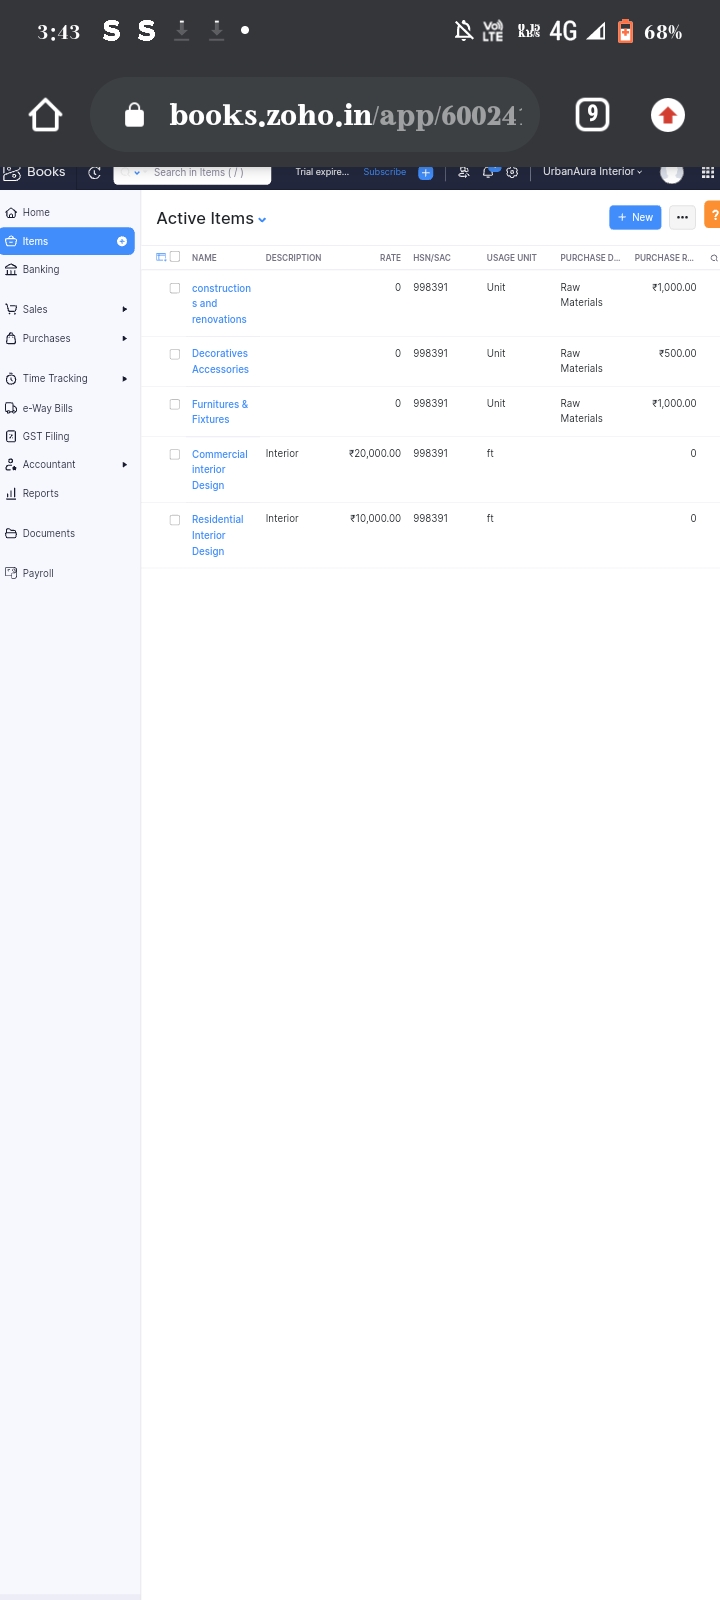 3:43 S S VoI) LTE 4G 68%
books.zoho.in/app/60024 9
Books Search in Items ( / ) Trial expire... Subscribe UrbanAura Interior
Home
Items
Banking
Sales
Purchases
Time Tracking
e-Way Bills
GST Filing
Accountant
Reports
Documents
Payroll
Active Items
+ New
?
NAME DESCRIPTION RATE HSN/SAC USAGE UNIT PURCHASE D... PURCHASE R...
construction 0 998391 Unit Raw ₹1,000.00
s and Materials
renovations
Decoratives 0 998391 Unit Raw ₹500.00
Accessories Materials
Furnitures & 0 998391 Unit Raw ₹1,000.00
Fixtures Materials
Commercial Interior ₹20,000.00 998391 ft 0
interior
Design
Residential Interior ₹10,000.00 998391 ft 0
Interior
Design